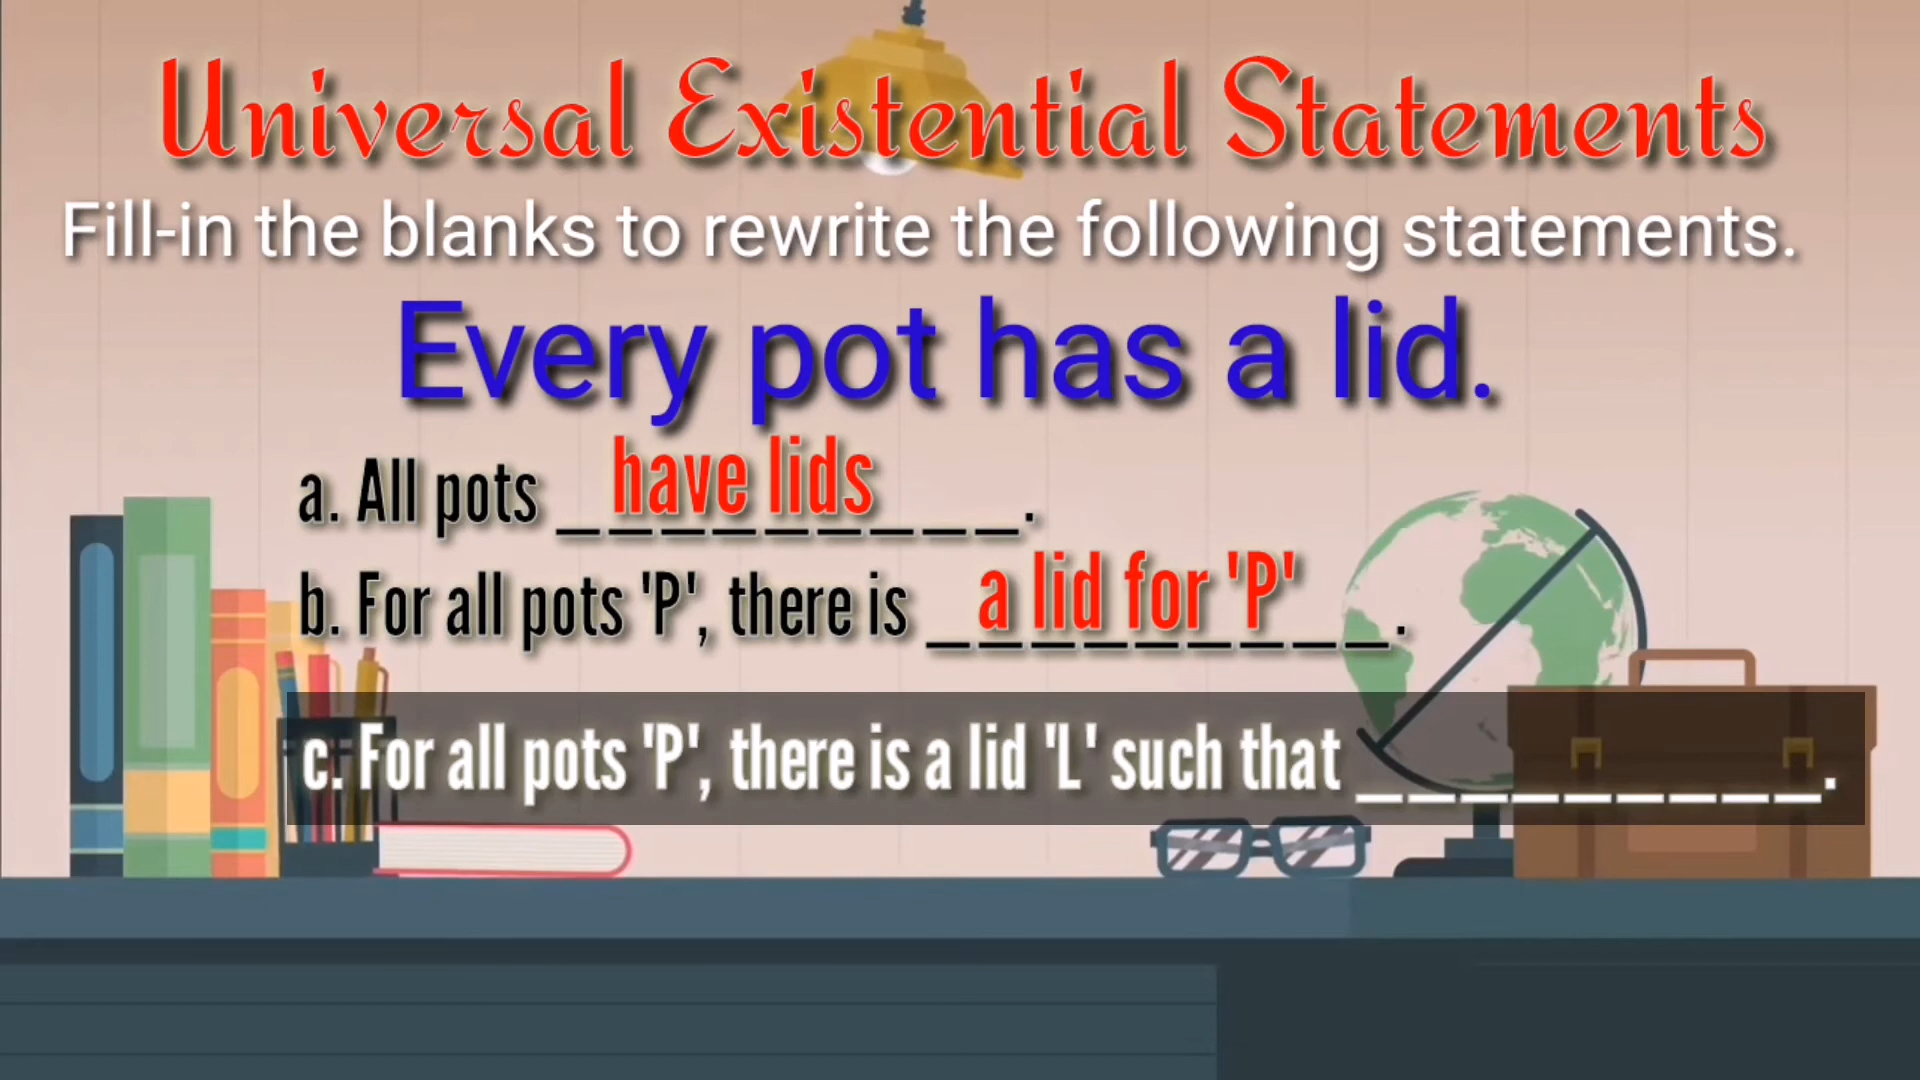 Universal Existential Statements
Fill-in the blanks to rewrite the following statements.
Every pot has a lid.
a. All pots have lids.
b. For all pots 'P', there is a lid for 'P'.
c. For all pots 'P', there is a lid 'L' such that _________.